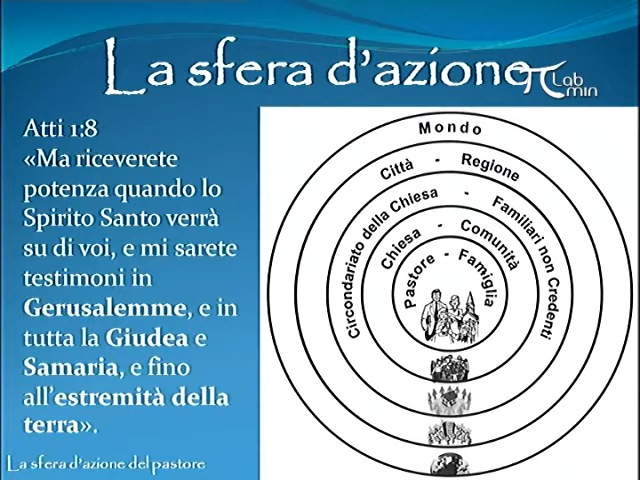 La sfera d'azione
Lab
min
Atti 1:8
«Ma riceverete
potenza quando lo
Spirito Santo verrà
su di voi, e mi sarete
testimoni in
Gerusalemme, e in
tutta la Giudea e
Samaria, e fino
all'estremità della
terra».
Mondo
Città - Regione
Circondariato della Chiesa - Familiari non Credenti
Chiesa - Comunità
Pastore - Famiglia
La sfera d'azione del pastore